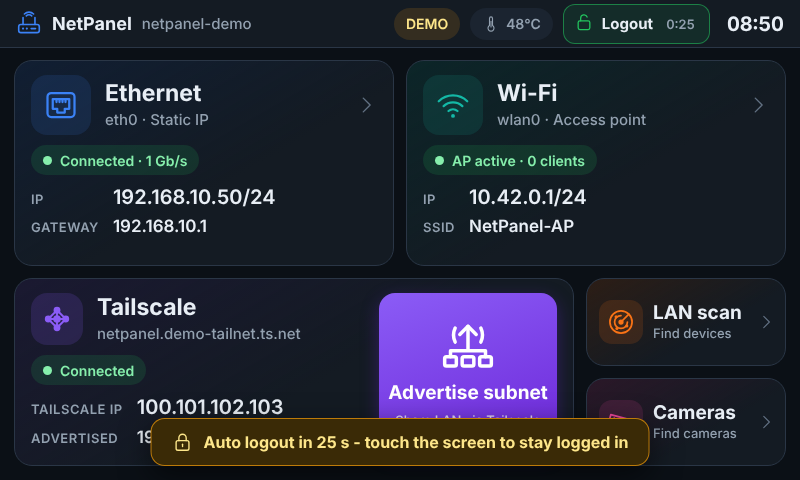 NetPanel netpanel-demo DEMO 48°C Logout 0:25 08:50
Ethernet
eth0 · Static IP
Connected · 1 Gb/s
IP 192.168.10.50/24
GATEWAY 192.168.10.1
Wi-Fi
wlan0 · Access point
AP active · 0 clients
IP 10.42.0.1/24
SSID NetPanel-AP
Tailscale
netpanel.demo-tailnet.ts.net
Connected
TAILSCALE IP 100.101.102.103
ADVERTISED
Advertise subnet
LAN scan
Find devices
Cameras
Find cameras
Auto logout in 25 s - touch the screen to stay logged in